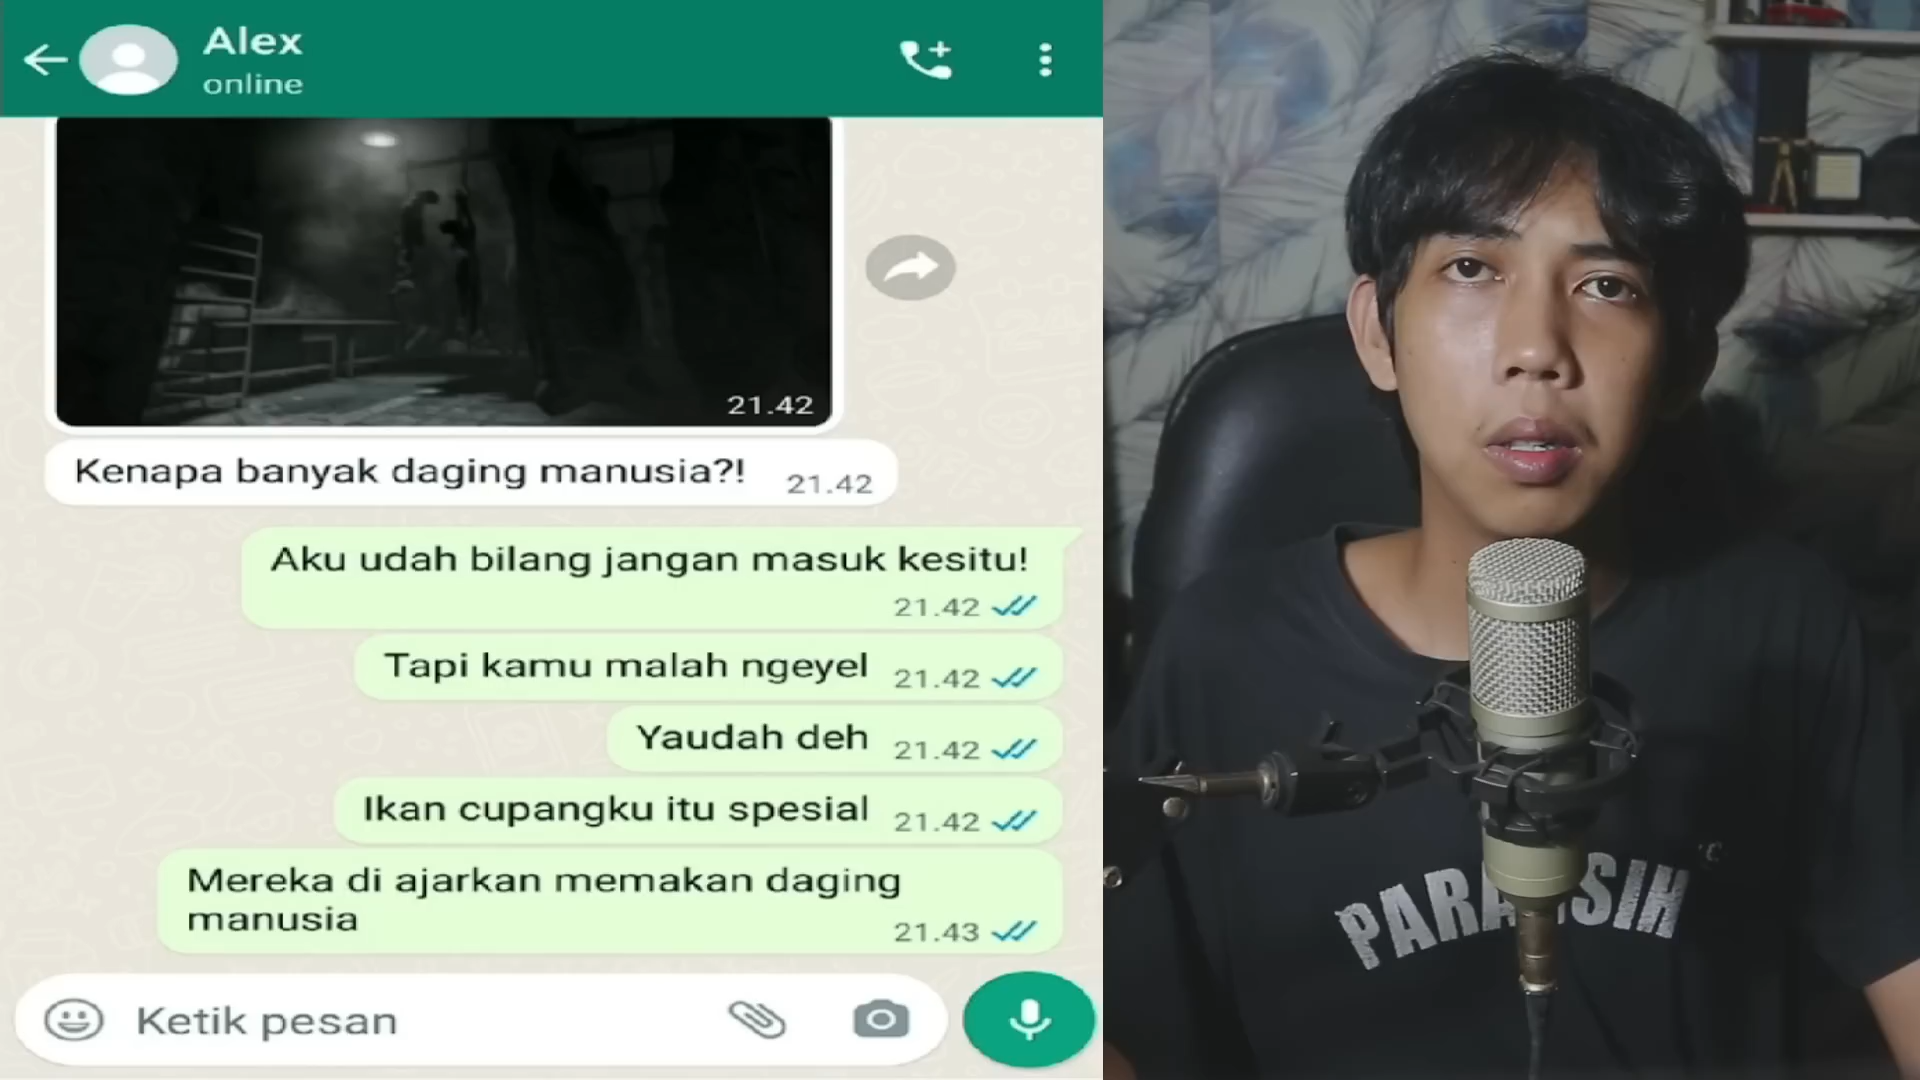 Alex
online
21.42
Kenapa banyak daging manusia?! 21.42
Aku udah bilang jangan masuk kesitu!
21.42
Tapi kamu malah ngeyel 21.42
Yaudah deh 21.42
Ikan cupangku itu spesial 21.42
Mereka di ajarkan memakan daging
manusia 21.43
Ketik pesan